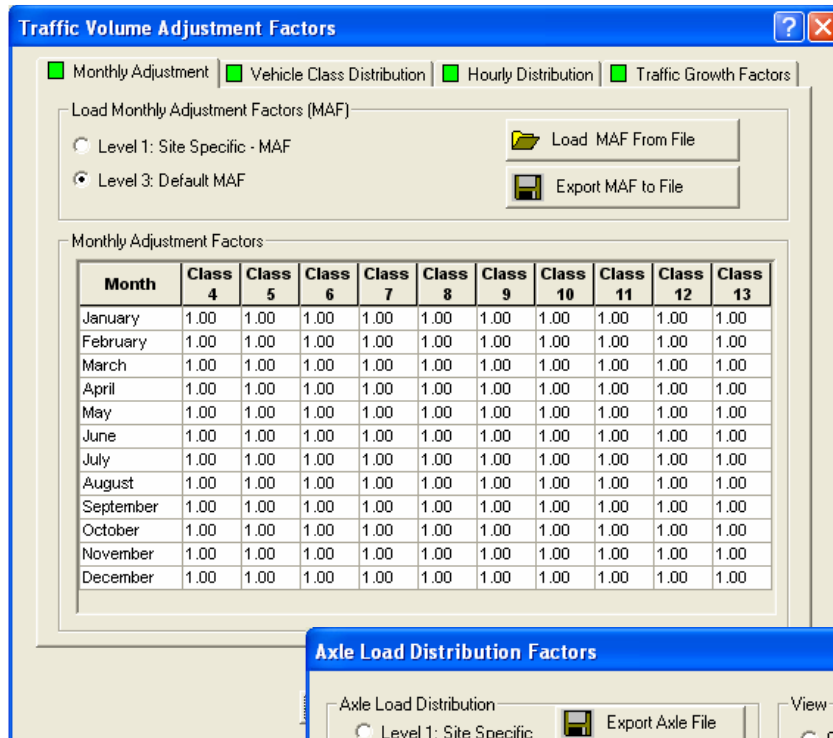 Traffic Volume Adjustment Factors
Monthly Adjustment Vehicle Class Distribution Hourly Distribution Traffic Growth Factors
Load Monthly Adjustment Factors (MAF)
Level 1: Site Specific - MAF
Level 3: Default MAF
Load MAF From File
Export MAF to File
Monthly Adjustment Factors
Month Class 4 Class 5 Class 6 Class 7 Class 8 Class 9 Class 10 Class 11 Class 12 Class 13
January 1.00 1.00 1.00 1.00 1.00 1.00 1.00 1.00 1.00 1.00
February 1.00 1.00 1.00 1.00 1.00 1.00 1.00 1.00 1.00 1.00
March 1.00 1.00 1.00 1.00 1.00 1.00 1.00 1.00 1.00 1.00
April 1.00 1.00 1.00 1.00 1.00 1.00 1.00 1.00 1.00 1.00
May 1.00 1.00 1.00 1.00 1.00 1.00 1.00 1.00 1.00 1.00
June 1.00 1.00 1.00 1.00 1.00 1.00 1.00 1.00 1.00 1.00
July 1.00 1.00 1.00 1.00 1.00 1.00 1.00 1.00 1.00 1.00
August 1.00 1.00 1.00 1.00 1.00 1.00 1.00 1.00 1.00 1.00
September 1.00 1.00 1.00 1.00 1.00 1.00 1.00 1.00 1.00 1.00
October 1.00 1.00 1.00 1.00 1.00 1.00 1.00 1.00 1.00 1.00
November 1.00 1.00 1.00 1.00 1.00 1.00 1.00 1.00 1.00 1.00
December 1.00 1.00 1.00 1.00 1.00 1.00 1.00 1.00 1.00 1.00
Axle Load Distribution Factors
Axle Load Distribution
Level 1: Site Specific
Export Axle File
View